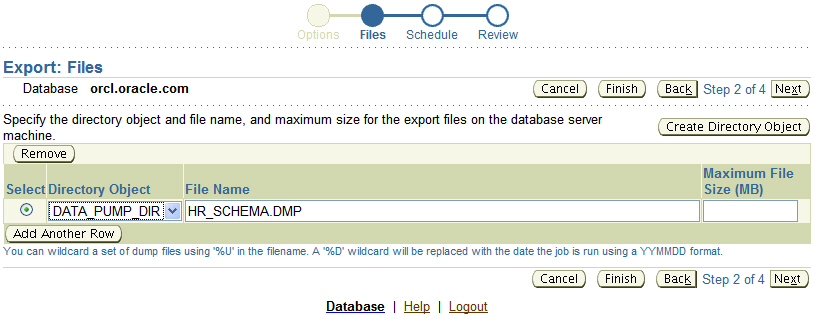 Options Files Schedule Review
Export: Files
Database orcl.oracle.com Cancel Finish Back Step 2 of 4 Next
Specify the directory object and file name, and maximum size for the export files on the database server
machine.
Create Directory Object
Remove
Select Directory Object File Name Maximum File
Size (MB)
DATA_PUMP_DIR HR_SCHEMA.DMP
Add Another Row
You can wildcard a set of dump files using '%U' in the filename. A '%D' wildcard will be replaced with the date the job is run using a YYMMDD format.
Cancel Finish Back Step 2 of 4 Next
Database | Help | Logout